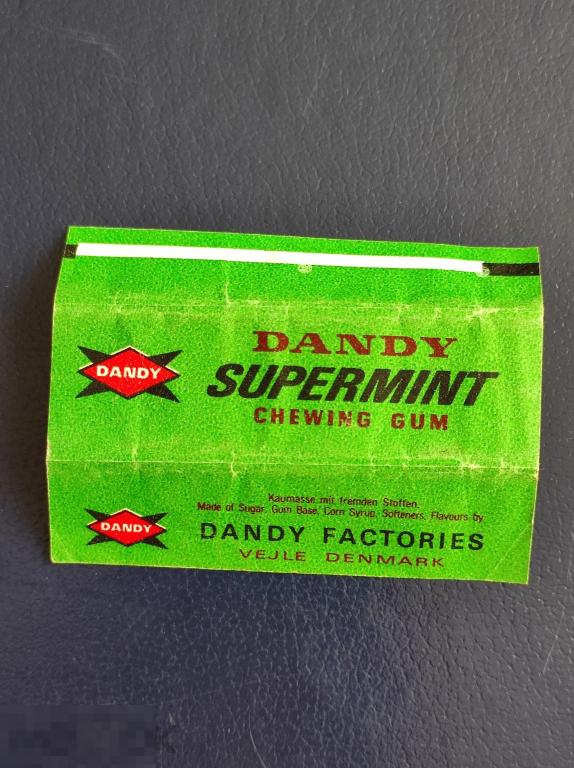 DANDY
DANDY
SUPERMINT
CHEWING GUM
Kaumasse mit fremden Stoffen.
Made of Sugar, Gum Base, Corn Syrup, Softeners, Flavours by
DANDY
DANDY FACTORIES
VEJLE DENMARK